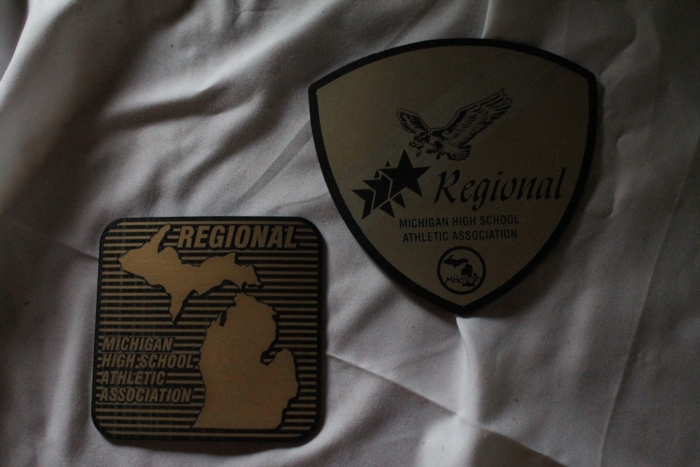 Regional
MICHIGAN HIGH SCHOOL
ATHLETIC ASSOCIATION
REGIONAL
MICHIGAN
HIGH SCHOOL
ATHLETIC
ASSOCIATION